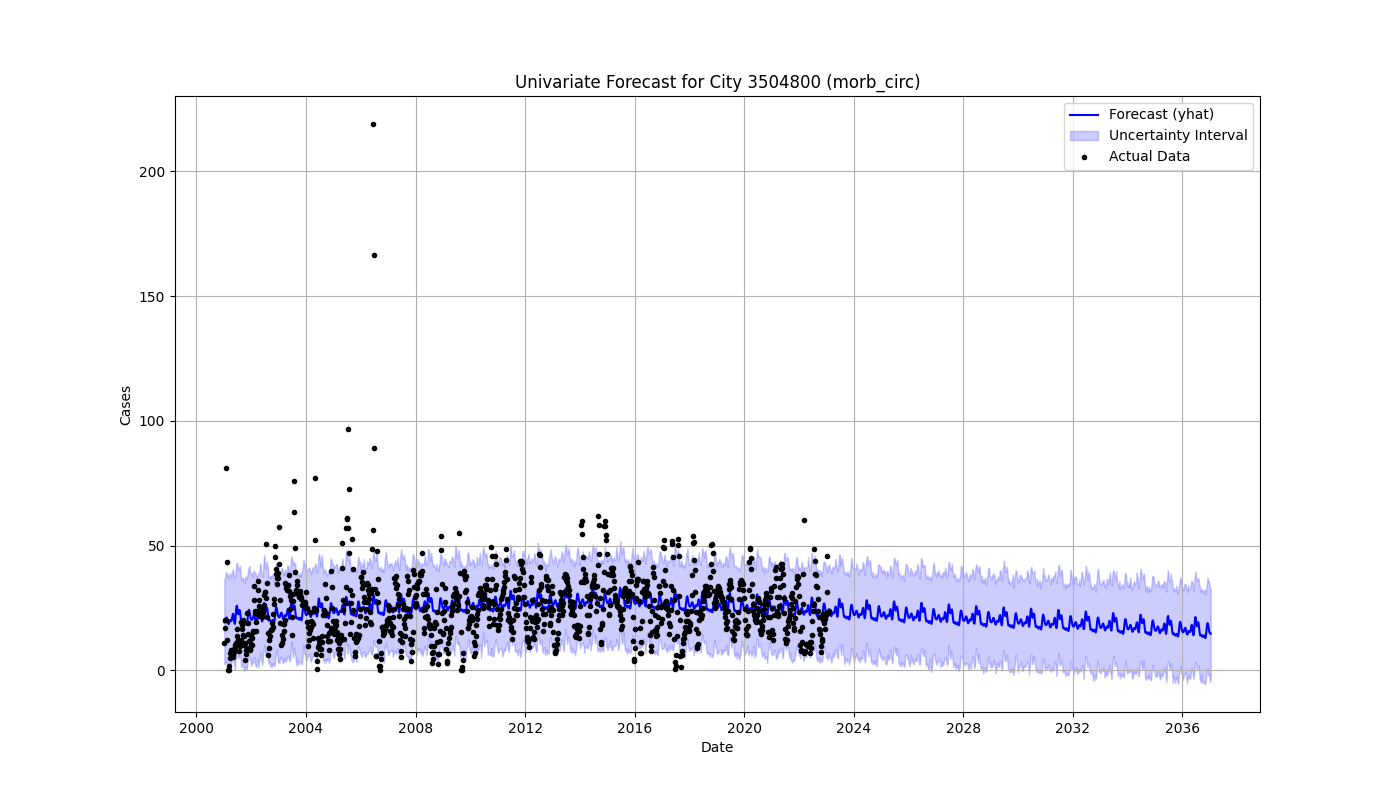 Univariate Forecast for City 3504800 (morb_circ)
Forecast (yhat)
Uncertainty Interval
Actual Data
Cases
200
150
100
50
0
2000 2004 2008 2012 2016 2020 2024 2028 2032 2036
Date